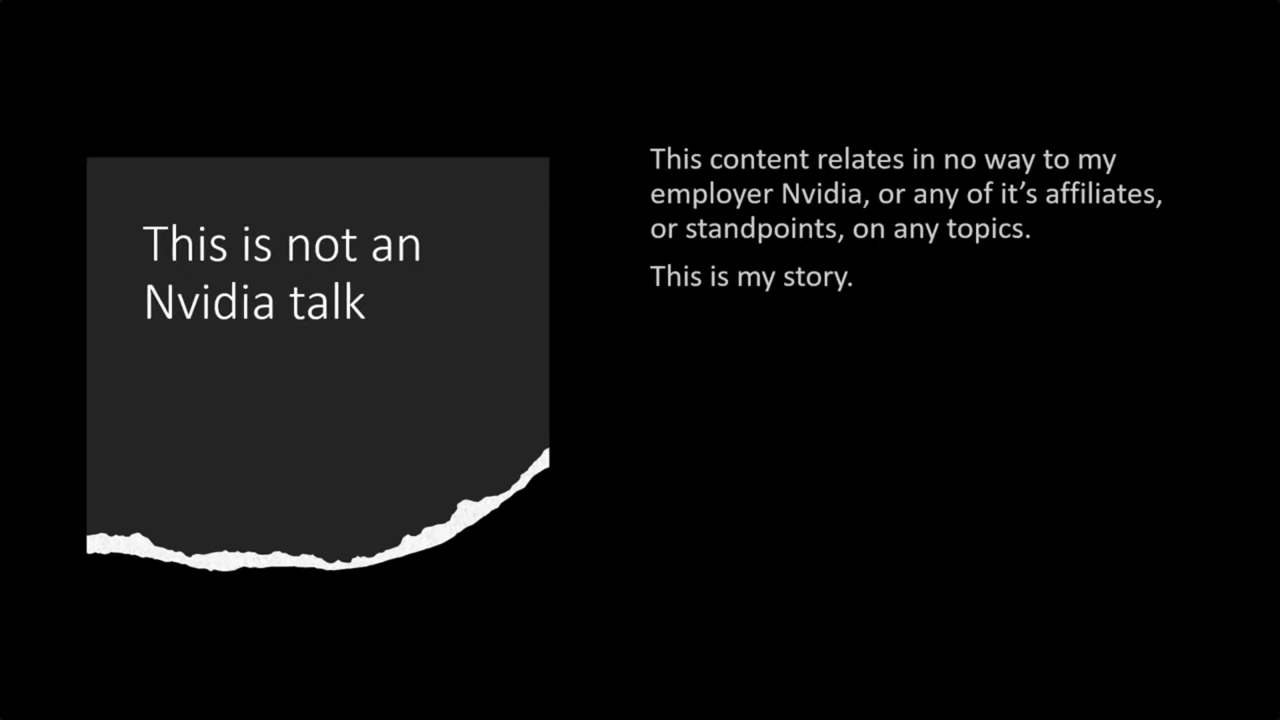 This is not an
Nvidia talk
This content relates in no way to my
employer Nvidia, or any of it’s affiliates,
or standpoints, on any topics.
This is my story.